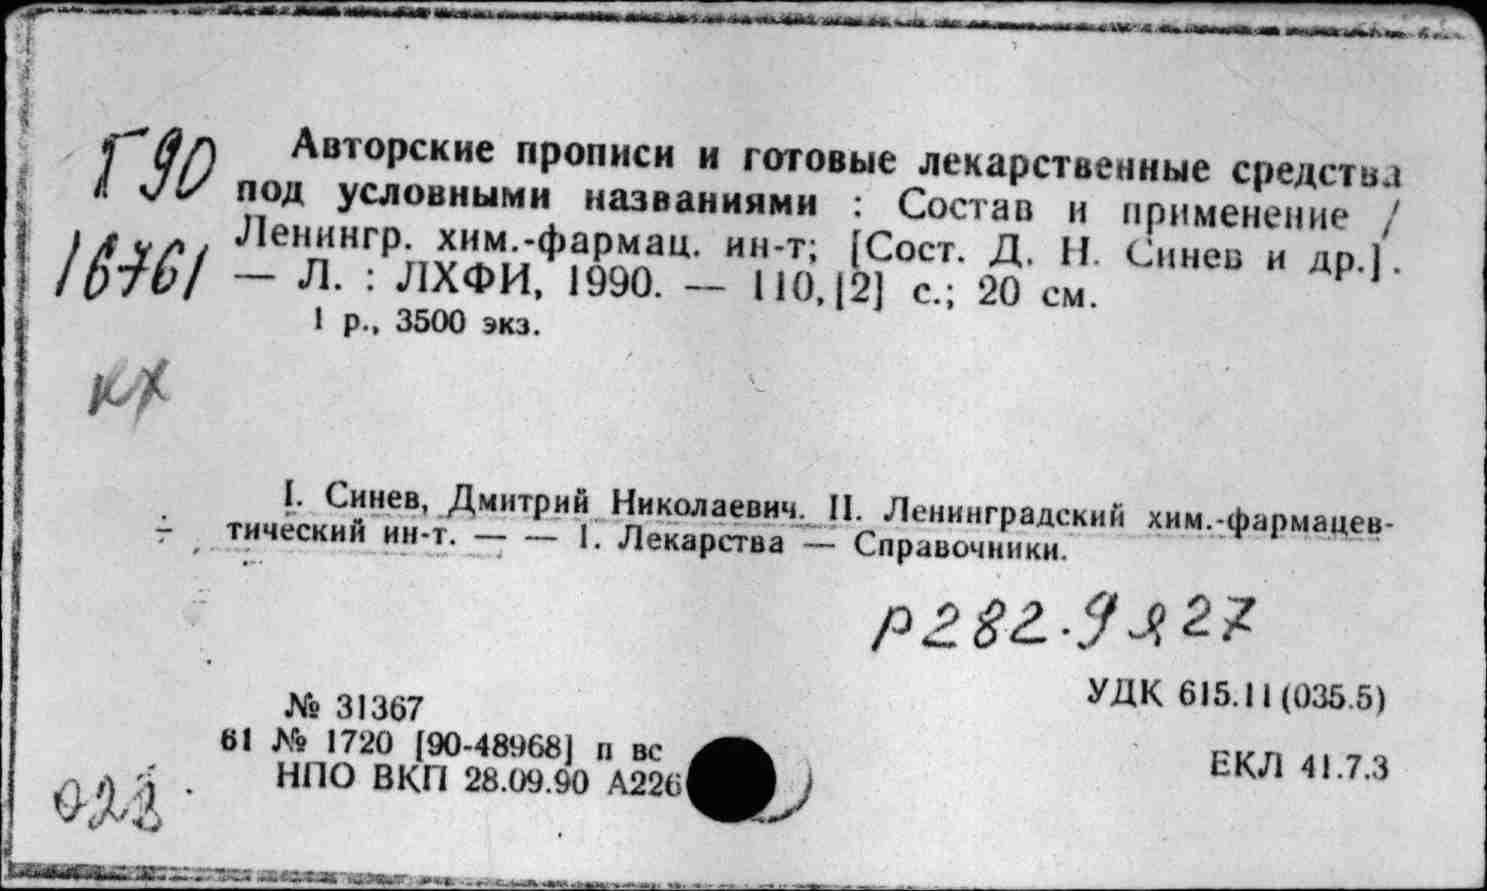 Г90 Авторские прописи и готовые лекарственные средства
под условными названиями : Состав и применение /
16761 Ленингр. хим.-фармац. ин-т; [Сост. Д. Н. Синев и др.].
— Л. : ЛХФИ, 1990. — 110,[2] с.; 20 см.
1 р., 3500 экз.
кх
I. Синев, Дмитрий Николаевич. II. Ленинградский хим.-фармацев-
тический ин-т. — — 1. Лекарства — Справочники.
р282.9я27
№ 31367
УДК 615.11(035.5)
61 № 1720 [90-48968] п вс
ЕКЛ 41.7.3
НПО ВКП 28.09.90 А226